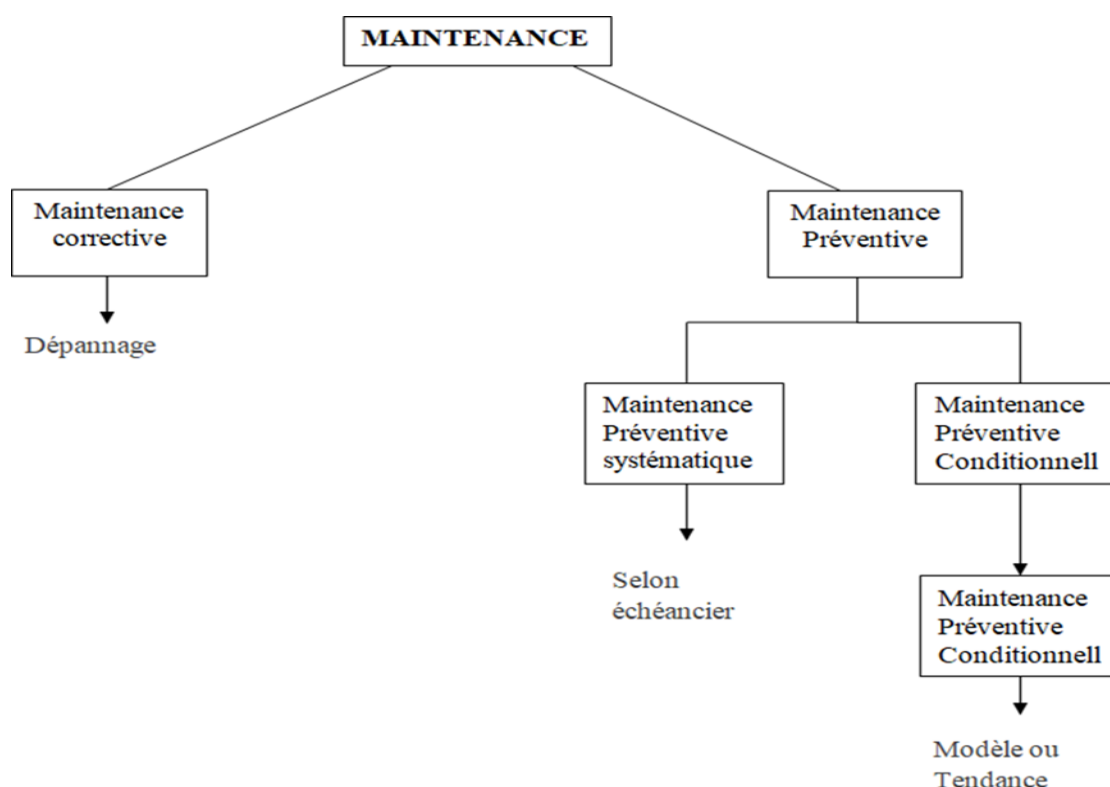 MAINTENANCE
Maintenance
corrective
Dépannage
Maintenance
Préventive
Maintenance
Préventive
systématique
Selon
échéancier
Maintenance
Préventive
Conditionnell
Maintenance
Préventive
Conditionnell
Modèle ou
Tendance